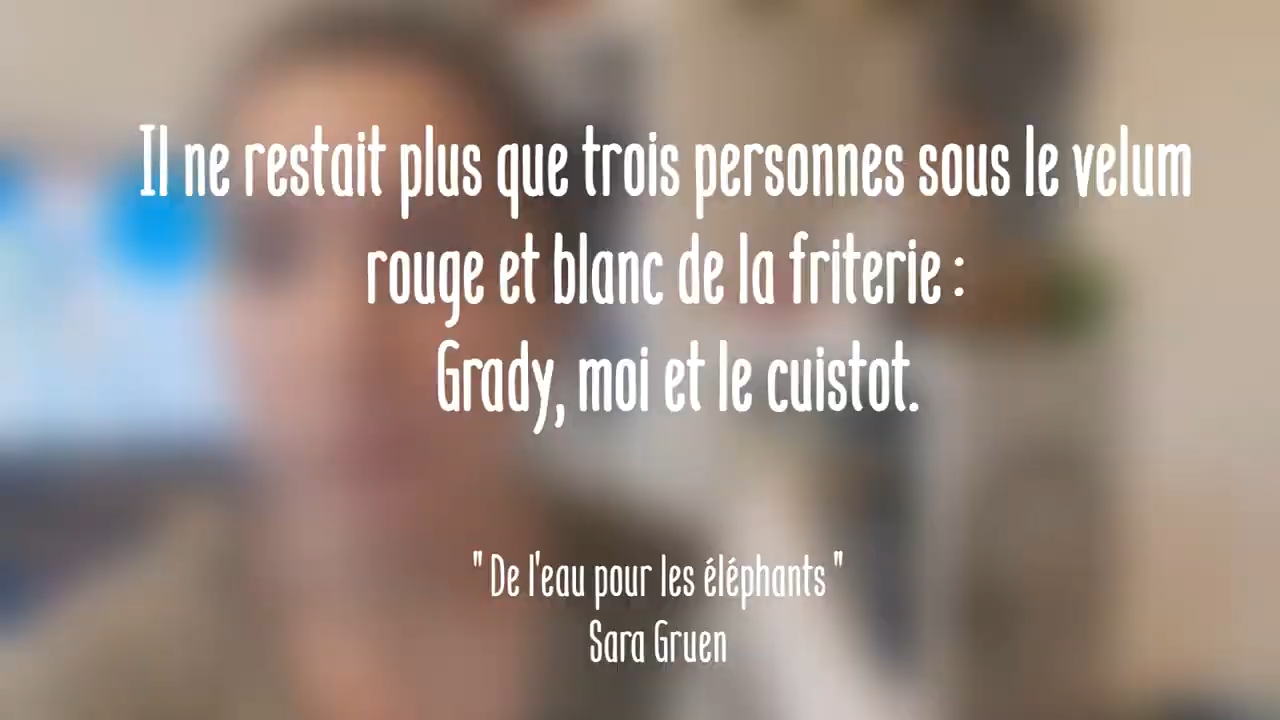 Il ne restait plus que trois personnes sous le velum
rouge et blanc de la friterie :
Grady, moi et le cuistot.
" De l'eau pour les éléphants "
Sara Gruen